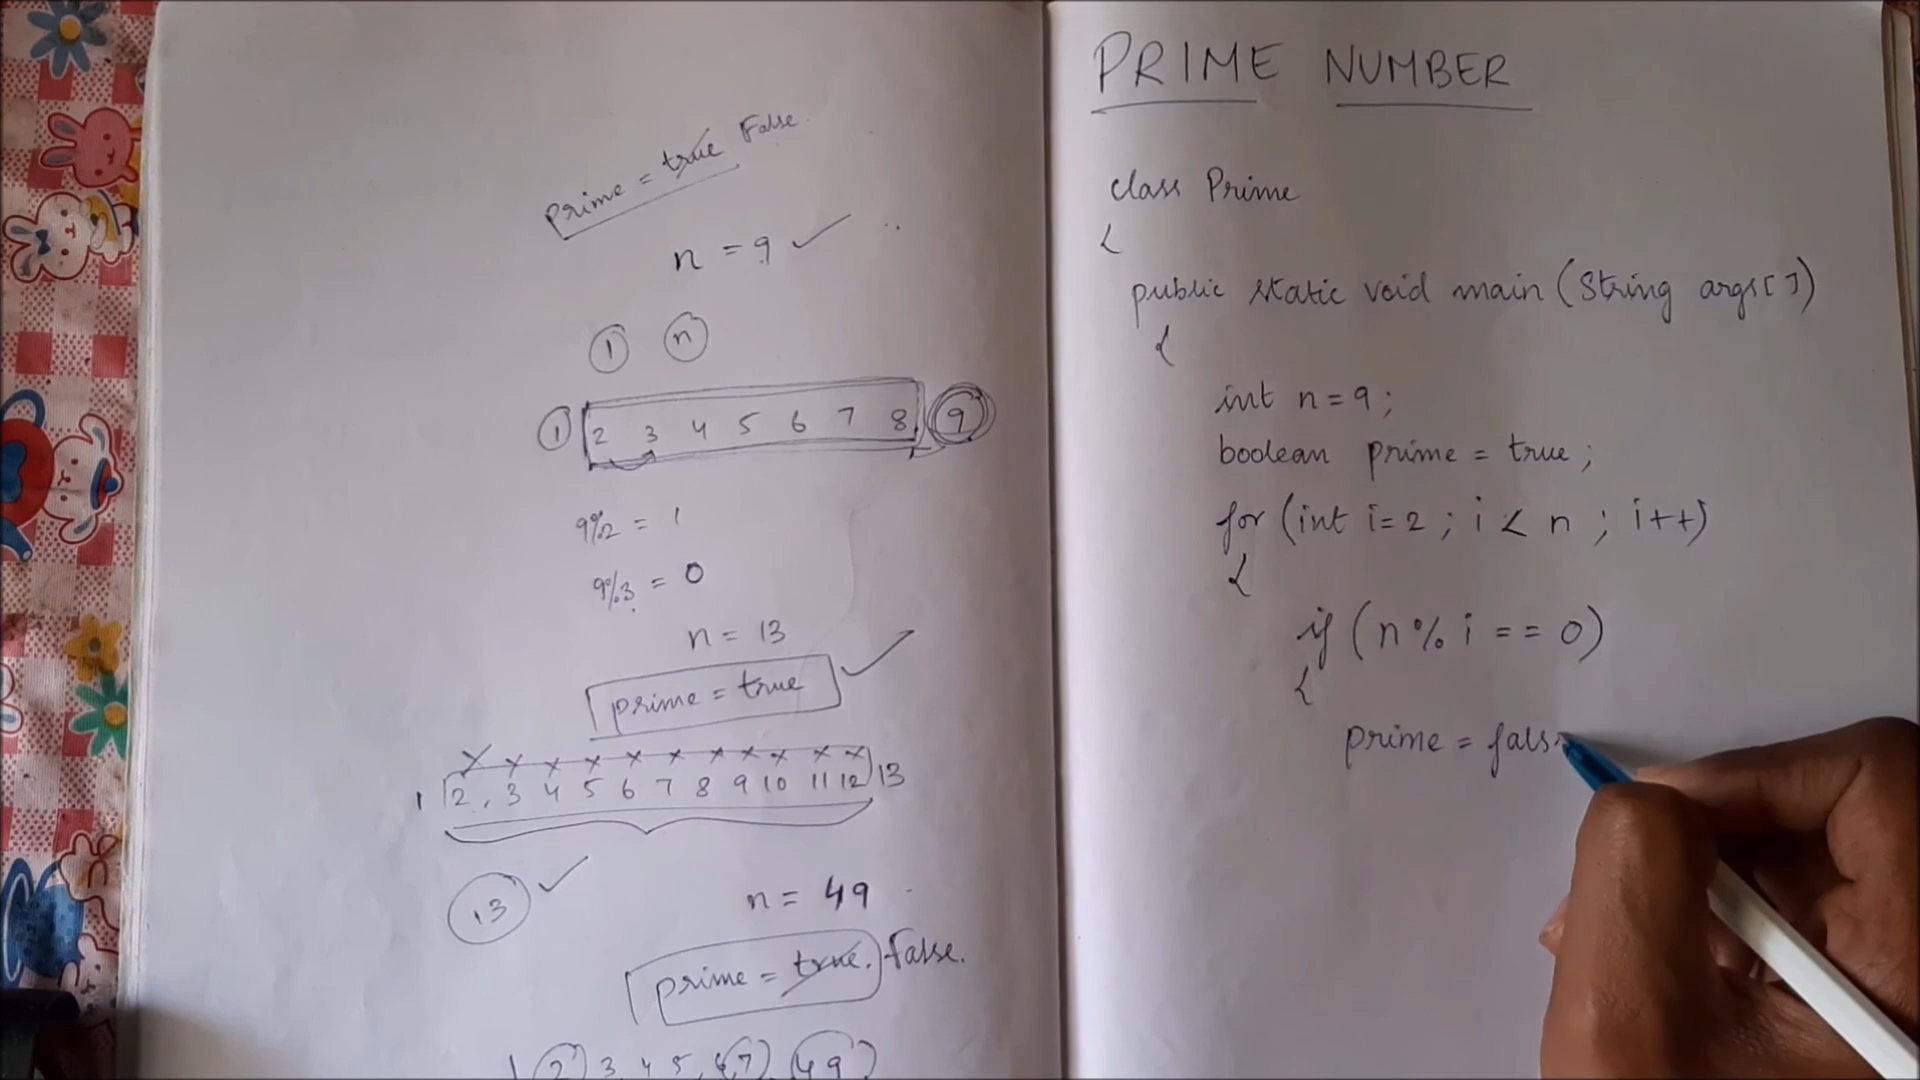 prime = true False.
n = 9
1 n
1 2 3 4 5 6 7 8 9
9%2 = 1
9%3 = 0
n = 13
prime = true
1 2, 3 4 5 6 7 8 9 10 11 12 13
13
n = 49
prime = true. False.
1 2 3 4 5 7 49
PRIME NUMBER
class Prime
{
public static void main (String args[])
{
int n = 9 ;
boolean prime = true ;
for (int i = 2 ; i < n ; i++)
{
if (n % i == 0)
{
prime = fals